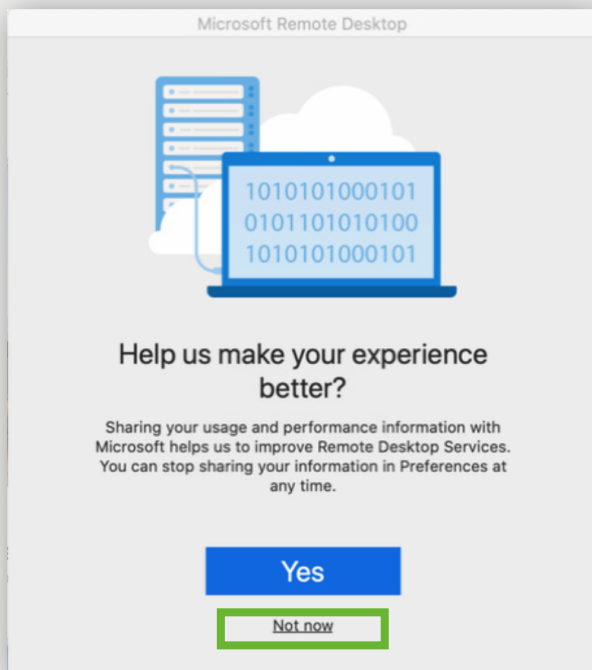 Microsoft Remote Desktop
1010101000101
0101101010100
1010101000101
Help us make your experience
better?
Sharing your usage and performance information with
Microsoft helps us to improve Remote Desktop Services.
You can stop sharing your information in Preferences at
any time.
Yes
Not now